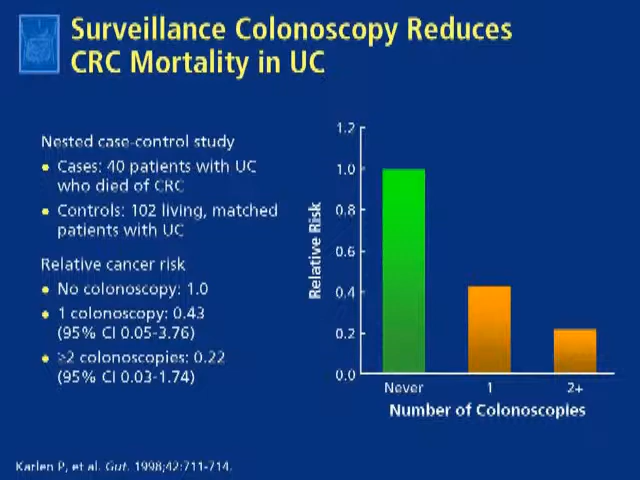 Surveillance Colonoscopy Reduces
CRC Mortality in UC
Nested case-control study
• Cases: 40 patients with UC
who died of CRC
• Controls: 102 living, matched
patients with UC
Relative cancer risk
• No colonoscopy: 1.0
• 1 colonoscopy: 0.43
(95% CI 0.05-3.76)
• ≥2 colonoscopies: 0.22
(95% CI 0.03-1.74)
Relative Risk
1.2
1.0
0.8
0.6
0.4
0.2
0.0
Never 1 2+
Number of Colonoscopies
Karlen P, et al. Gut. 1998;42:711-714.